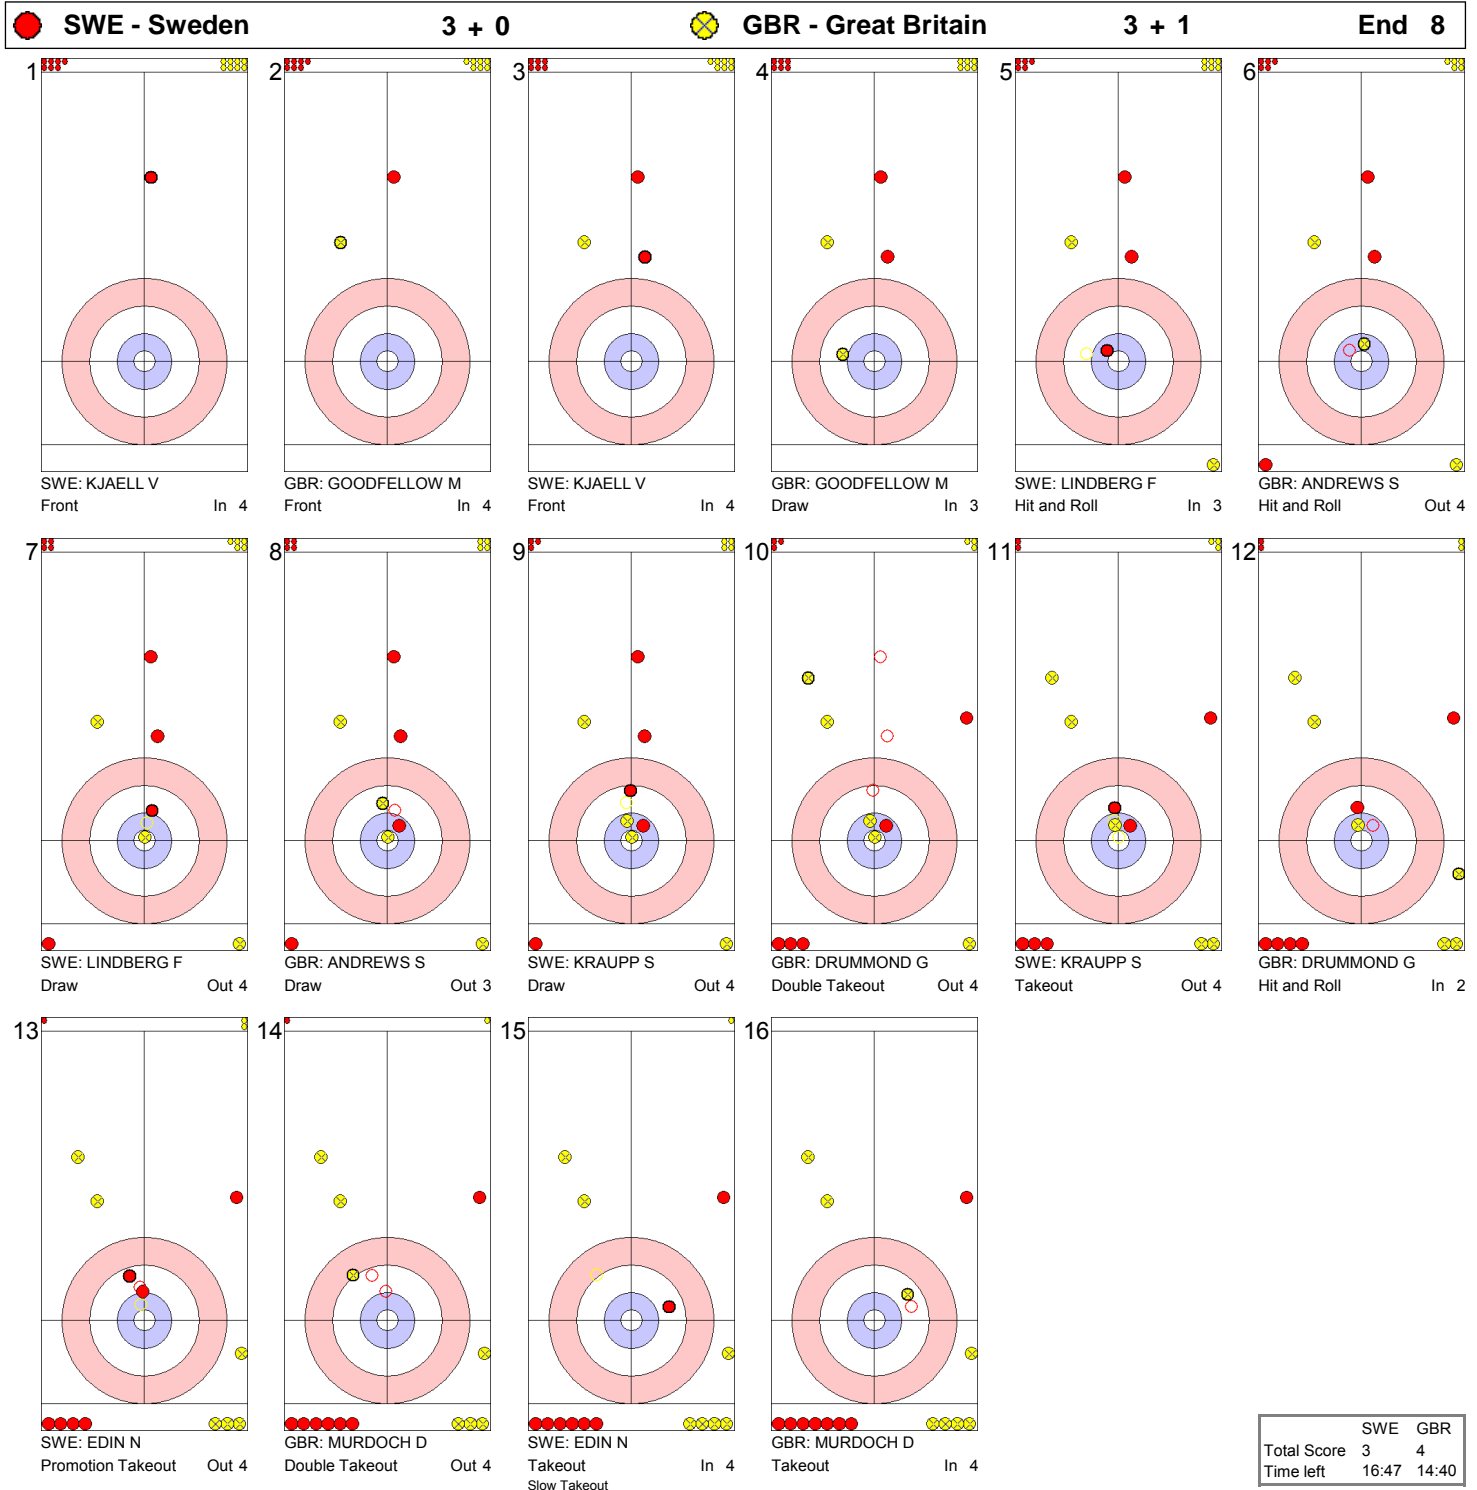 SWE - Sweden 3 + 0 GBR - Great Britain 3 + 1 End 8
1 2 3 4 5 6
SWE: KJAELL V GBR: GOODFELLOW M SWE: KJAELL V GBR: GOODFELLOW M SWE: LINDBERG F GBR: ANDREWS S
Front In 4 Front In 4 Front In 4 Draw In 3 Hit and Roll In 3 Hit and Roll Out 4
7 8 9 10 11 12
SWE: LINDBERG F GBR: ANDREWS S SWE: KRAUPP S GBR: DRUMMOND G SWE: KRAUPP S GBR: DRUMMOND G
Draw Out 4 Draw Out 3 Draw Out 4 Double Takeout Out 4 Takeout Out 4 Hit and Roll In 2
13 14 15 16
SWE: EDIN N GBR: MURDOCH D SWE: EDIN N GBR: MURDOCH D
Promotion Takeout Out 4 Double Takeout Out 4 Takeout In 4 Takeout In 4
Slow Takeout
SWE GBR
Total Score 3 4
Time left 16:47 14:40